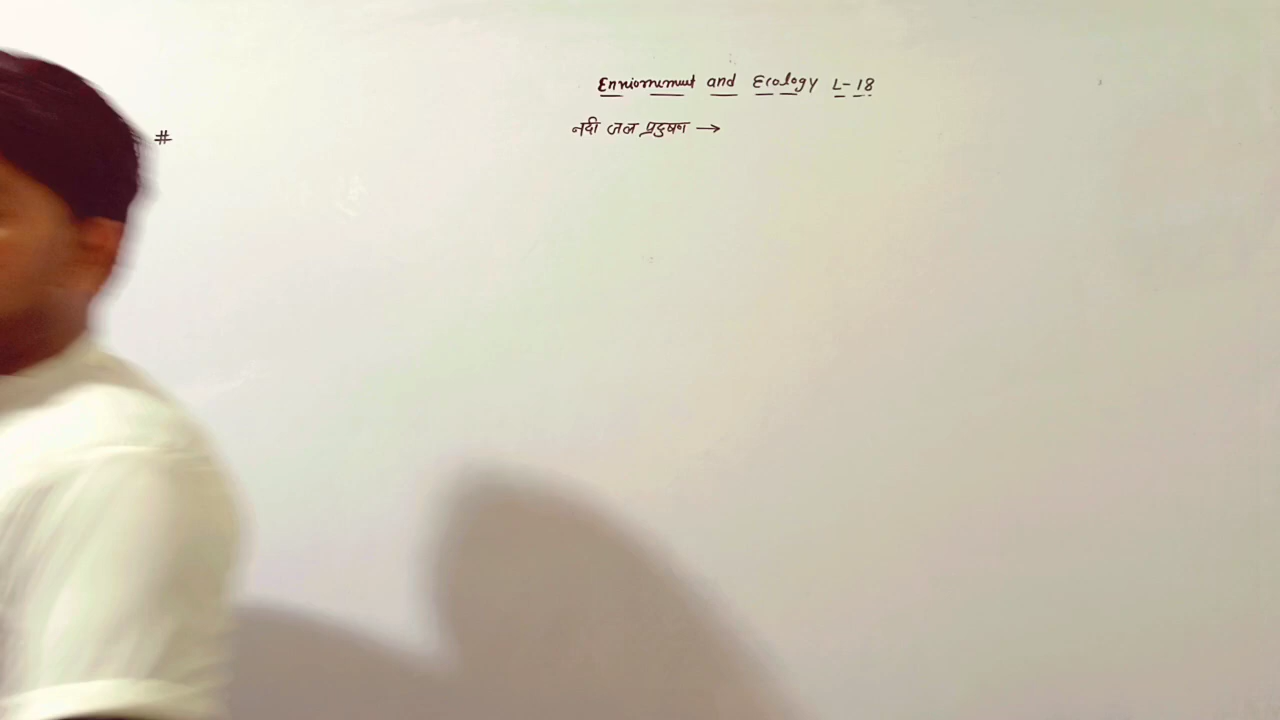 Enviornment and Ecology L-18
# नदी जल प्रदुषण →